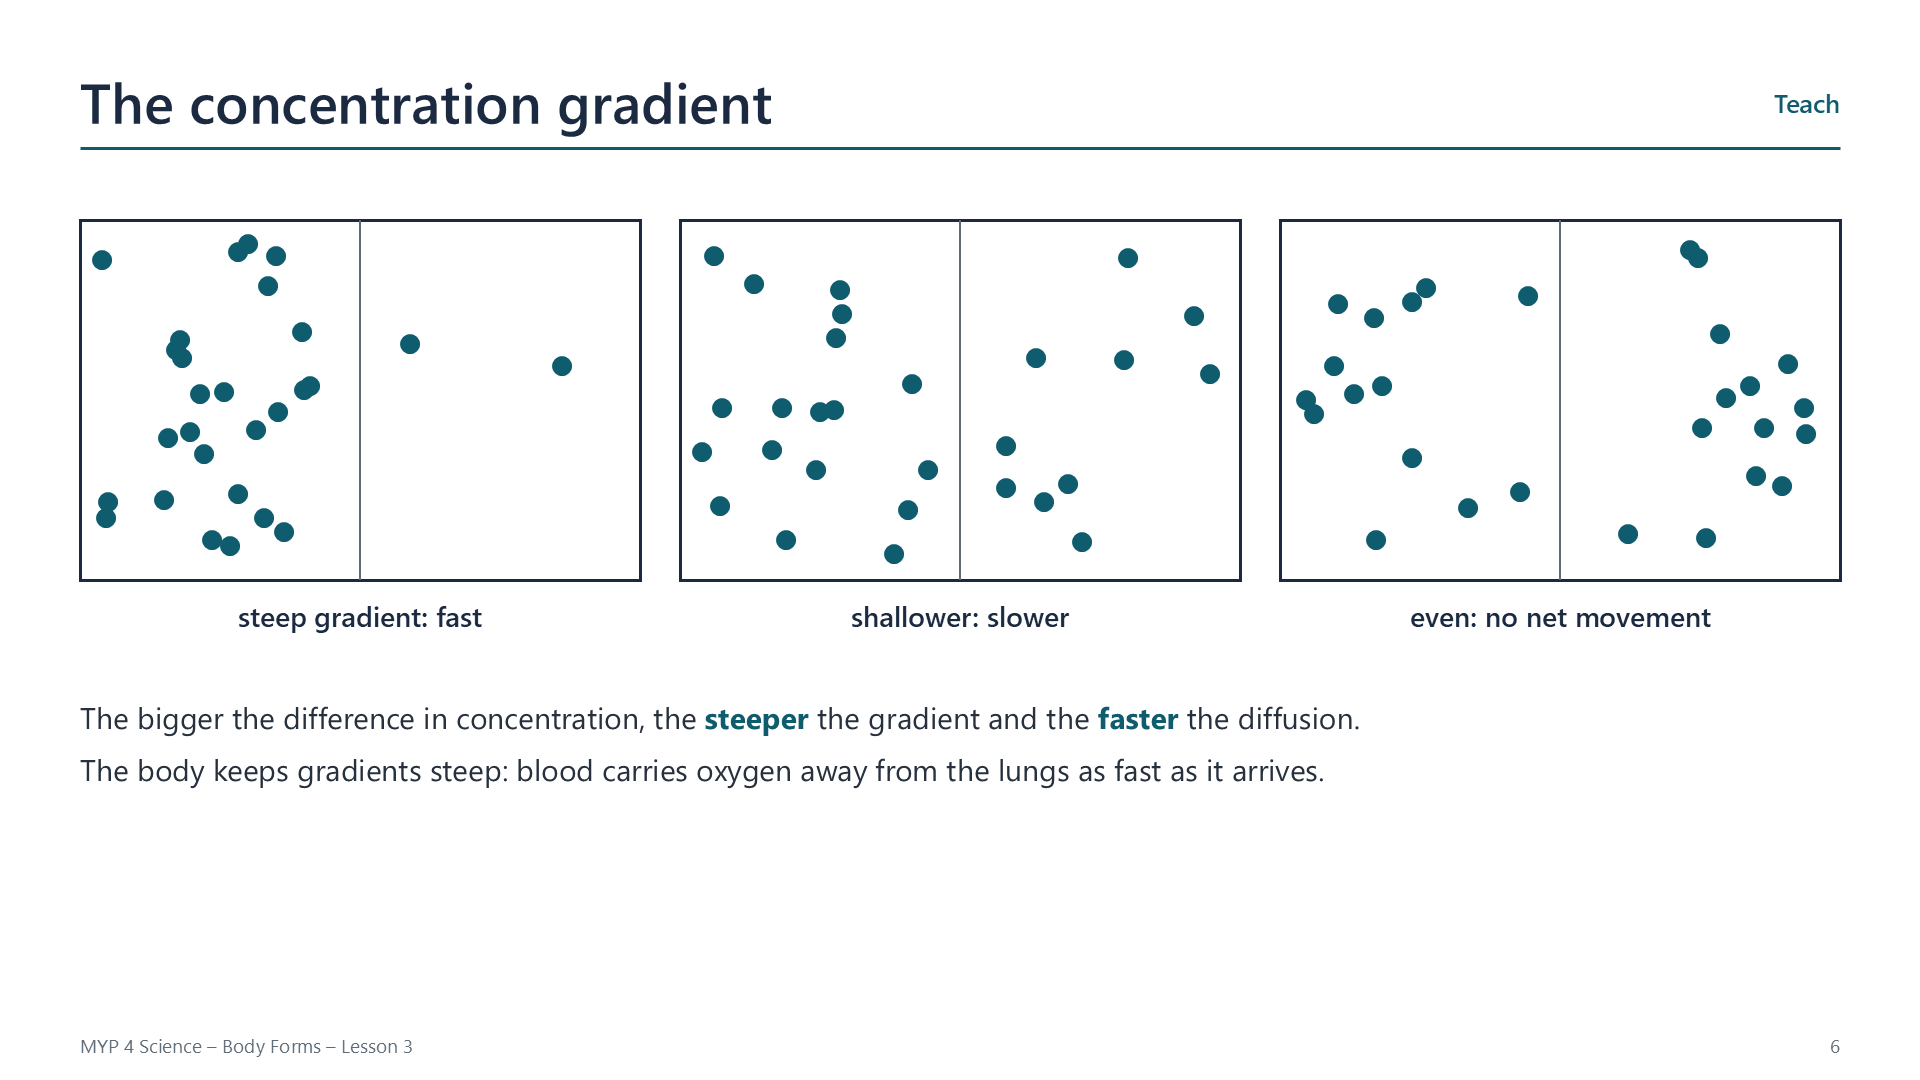 The concentration gradient
Teach
steep gradient: fast
shallower: slower
even: no net movement
The bigger the difference in concentration, the steeper the gradient and the faster the diffusion.
The body keeps gradients steep: blood carries oxygen away from the lungs as fast as it arrives.
MYP 4 Science – Body Forms – Lesson 3
6